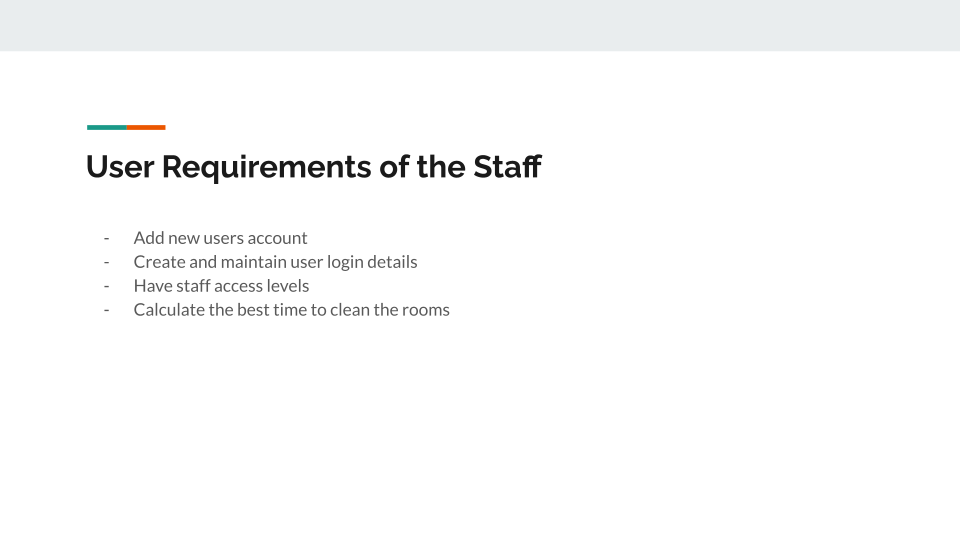 User Requirements of the Staff
- Add new users account
- Create and maintain user login details
- Have staff access levels
- Calculate the best time to clean the rooms